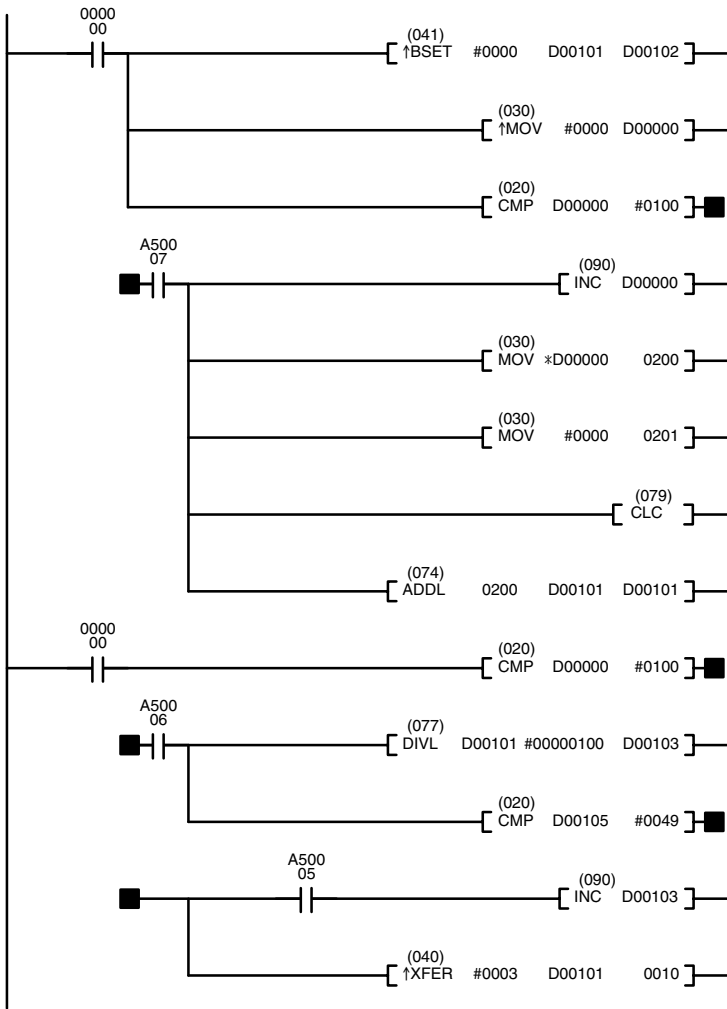 0000
00
(041)
↑BSET #0000 D00101 D00102
(030)
↑MOV #0000 D00000
(020)
CMP D00000 #0100
A500
07
(090)
INC D00000
(030)
MOV *D00000 0200
(030)
MOV #0000 0201
(079)
CLC
(074)
ADDL 0200 D00101 D00101
0000
00
(020)
CMP D00000 #0100
A500
06
(077)
DIVL D00101 #00000100 D00103
(020)
CMP D00105 #0049
A500
05
(090)
INC D00103
(040)
↑XFER #0003 D00101 0010